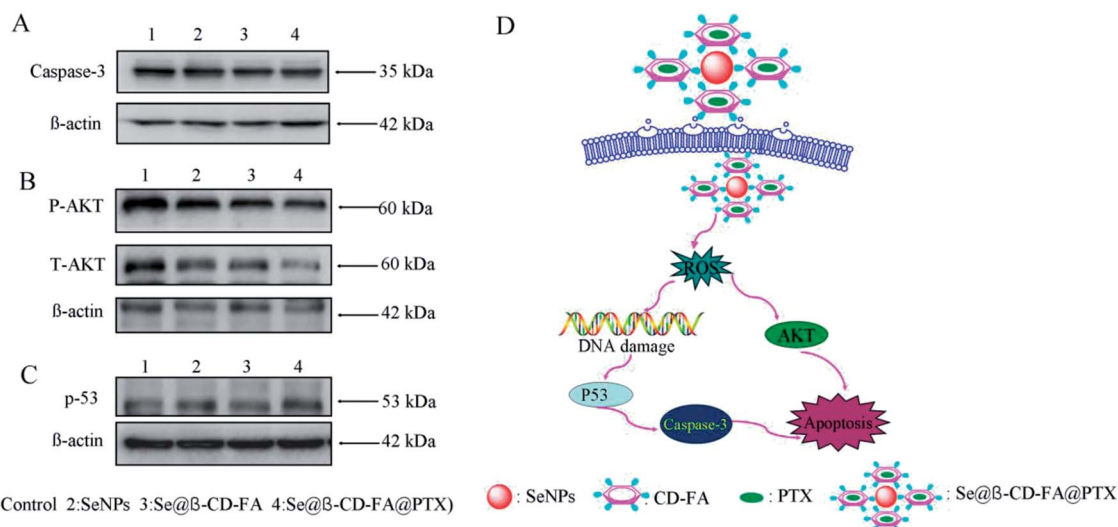 A
1 2 3 4
Caspase-3 35 kDa
ß-actin 42 kDa
B
1 2 3 4
P-AKT 60 kDa
T-AKT 60 kDa
ß-actin 42 kDa
C
1 2 3 4
p-53 53 kDa
ß-actin 42 kDa
Control 2:SeNPs 3:Se@ß-CD-FA 4:Se@ß-CD-FA@PTX)
D
ROS
DNA damage
AKT
P53
Caspase-3
Apoptosis
: SeNPs : CD-FA : PTX : Se@ß-CD-FA@PTX